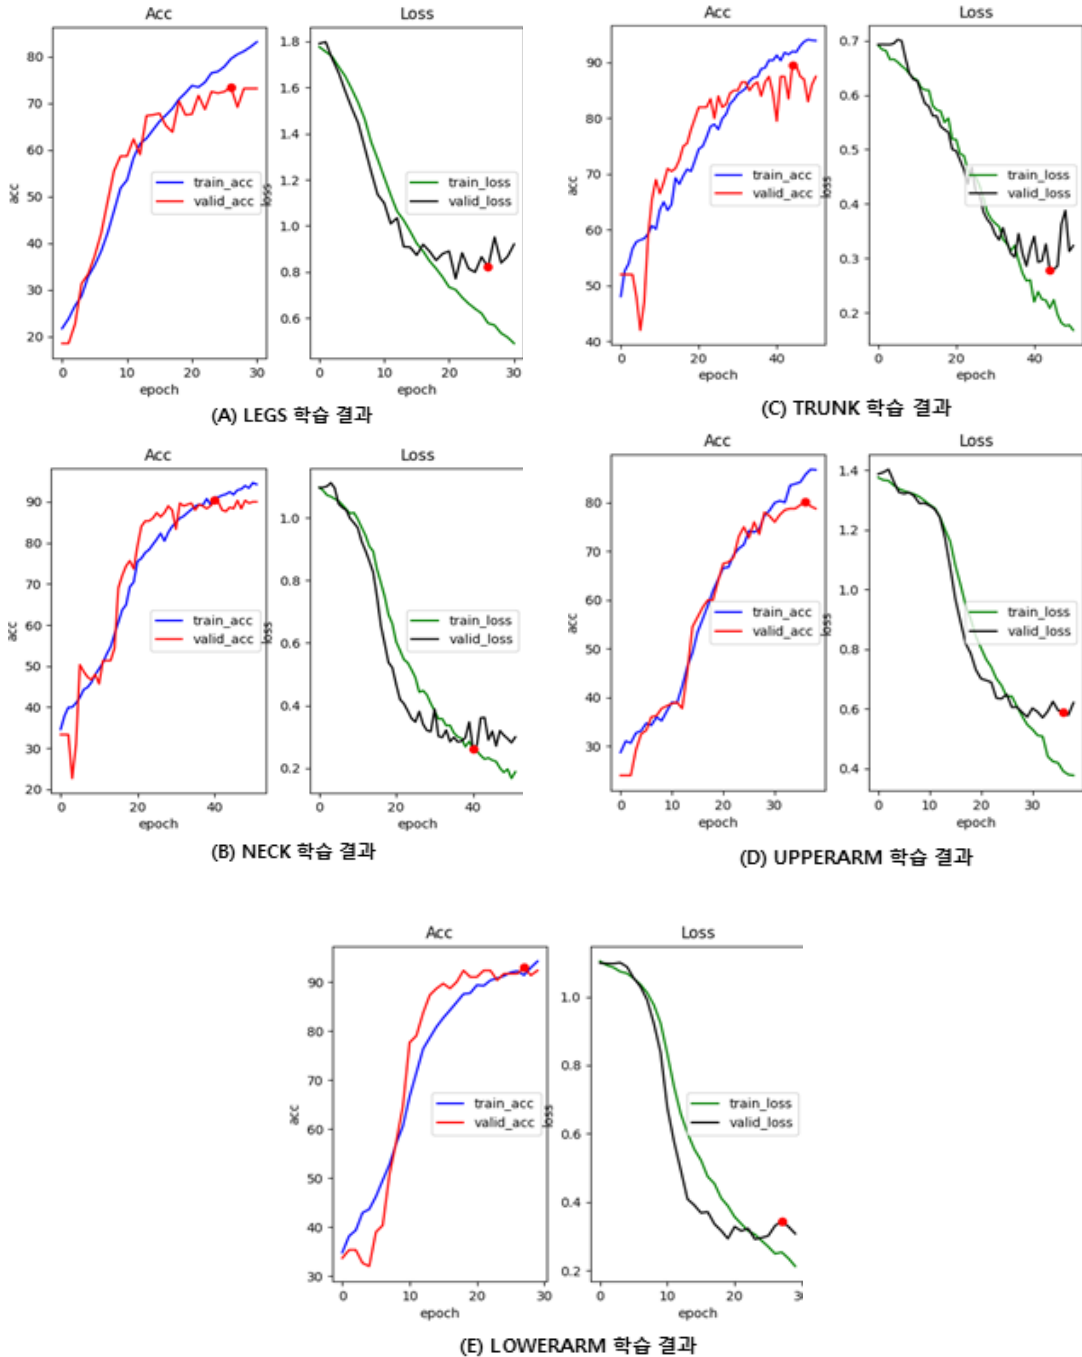 Acc
Loss
80
70
60
50
40
30
20
acc
train_acc
valid_acc
0
10
20
30
epoch
1.8
1.6
1.4
1.2
1.0
0.8
0.6
loss
train_loss
valid_loss
0
10
20
30
epoch
(A) LEGS 학습 결과
Acc
Loss
90
80
70
60
50
40
acc
train_acc
valid_acc
0
20
40
epoch
0.7
0.6
0.5
0.4
0.3
0.2
loss
train_loss
valid_loss
0
20
40
epoch
(C) TRUNK 학습 결과
Acc
Loss
90
80
70
60
50
40
30
20
acc
train_acc
valid_acc
0
20
40
epoch
1.0
0.8
0.6
0.4
0.2
loss
train_loss
valid_loss
0
20
40
epoch
(B) NECK 학습 결과
Acc
Loss
80
70
60
50
40
30
acc
train_acc
valid_acc
0
10
20
30
epoch
1.4
1.2
1.0
0.8
0.6
0.4
loss
train_loss
valid_loss
0
10
20
30
epoch
(D) UPPERARM 학습 결과
Acc
Loss
90
80
70
60
50
40
30
acc
train_acc
valid_acc
0
10
20
30
epoch
1.0
0.8
0.6
0.4
0.2
loss
train_loss
valid_loss
0
10
20
epoch
(E) LOWERARM 학습 결과